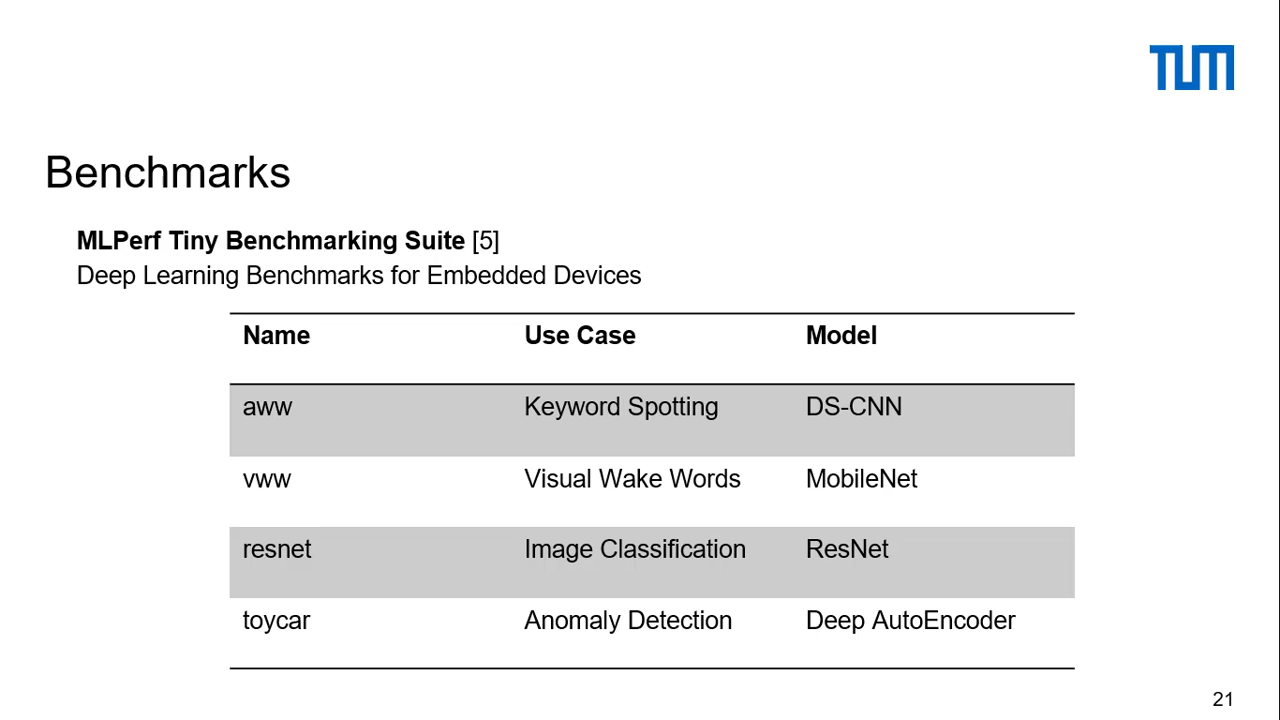 TUM
Benchmarks
MLPerf Tiny Benchmarking Suite [5]
Deep Learning Benchmarks for Embedded Devices
Name Use Case Model
aww Keyword Spotting DS-CNN
vww Visual Wake Words MobileNet
resnet Image Classification ResNet
toycar Anomaly Detection Deep AutoEncoder
21